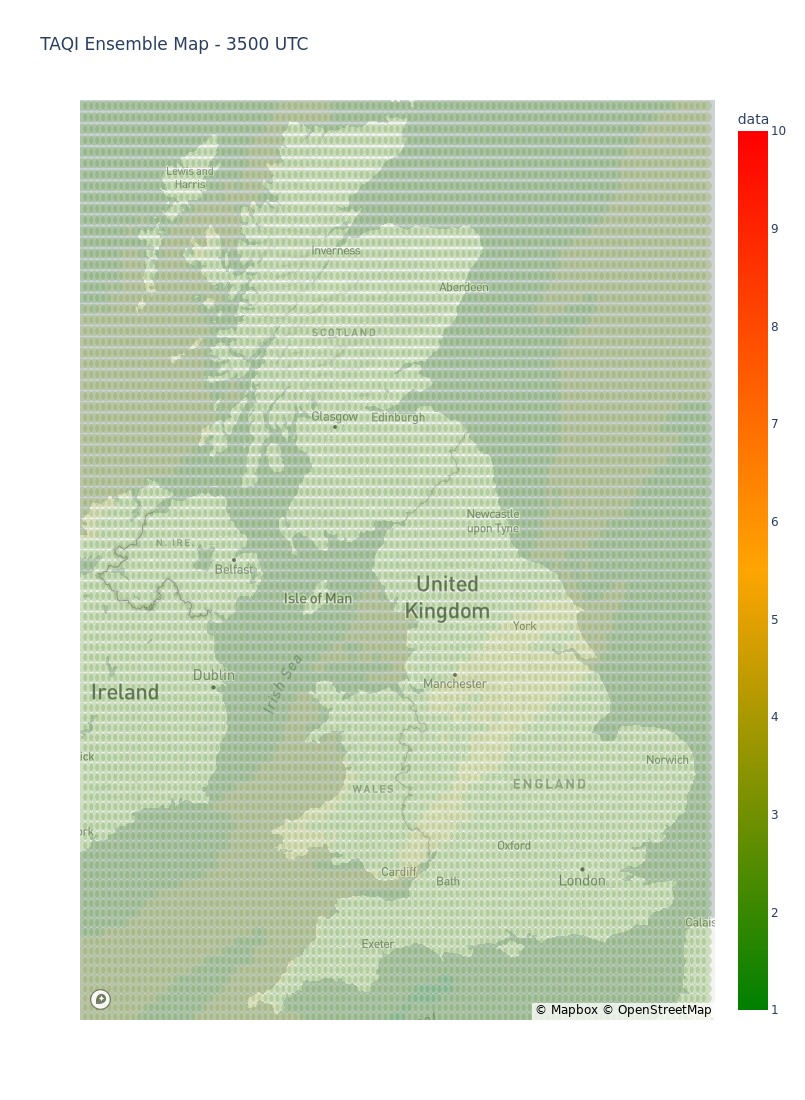 TAQI Ensemble Map - 3500 UTC
data
10
9
8
7
6
5
4
3
2
1
Lewis and
Harris
Inverness
Aberdeen
SCOTLAND
Glasgow
Edinburgh
Newcastle
upon Tyne
N. IRE.
Belfast
Isle of Man
United
Kingdom
York
Dublin
Irish Sea
Manchester
Ireland
Norwich
ick
WALES
ENGLAND
rk
Oxford
Cardiff
Bath
London
Calais
Exeter
© Mapbox © OpenStreetMap